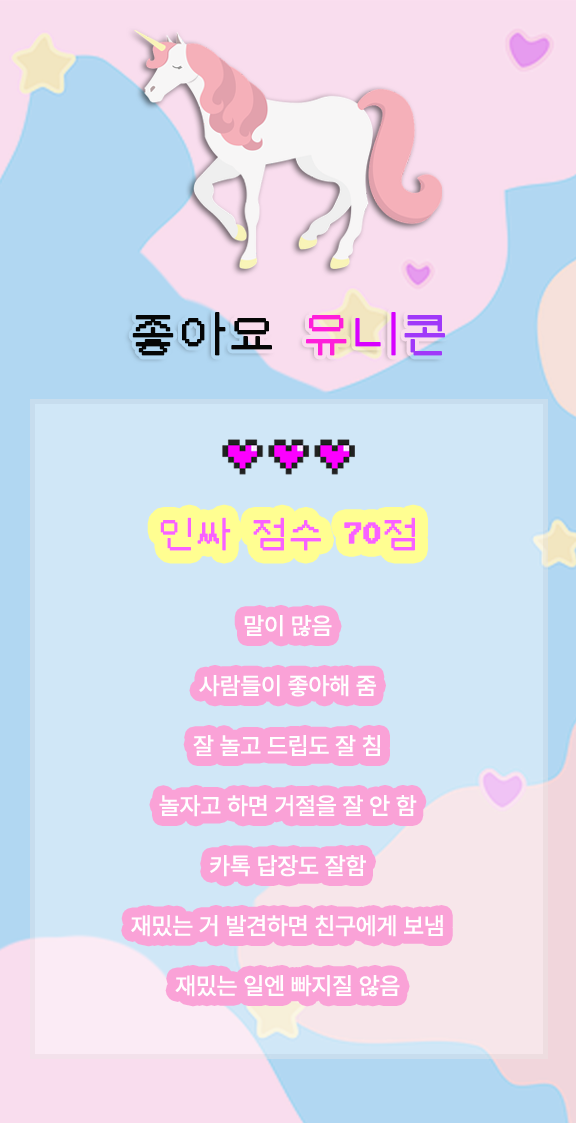 좋아요 유니콘
인싸 점수 70점
말이 많음
사람들이 좋아해 줌
잘 놀고 드립도 잘 침
놀자고 하면 거절을 잘 안 함
카톡 답장도 잘함
재밌는 거 발견하면 친구에게 보냄
재밌는 일엔 빠지질 않음